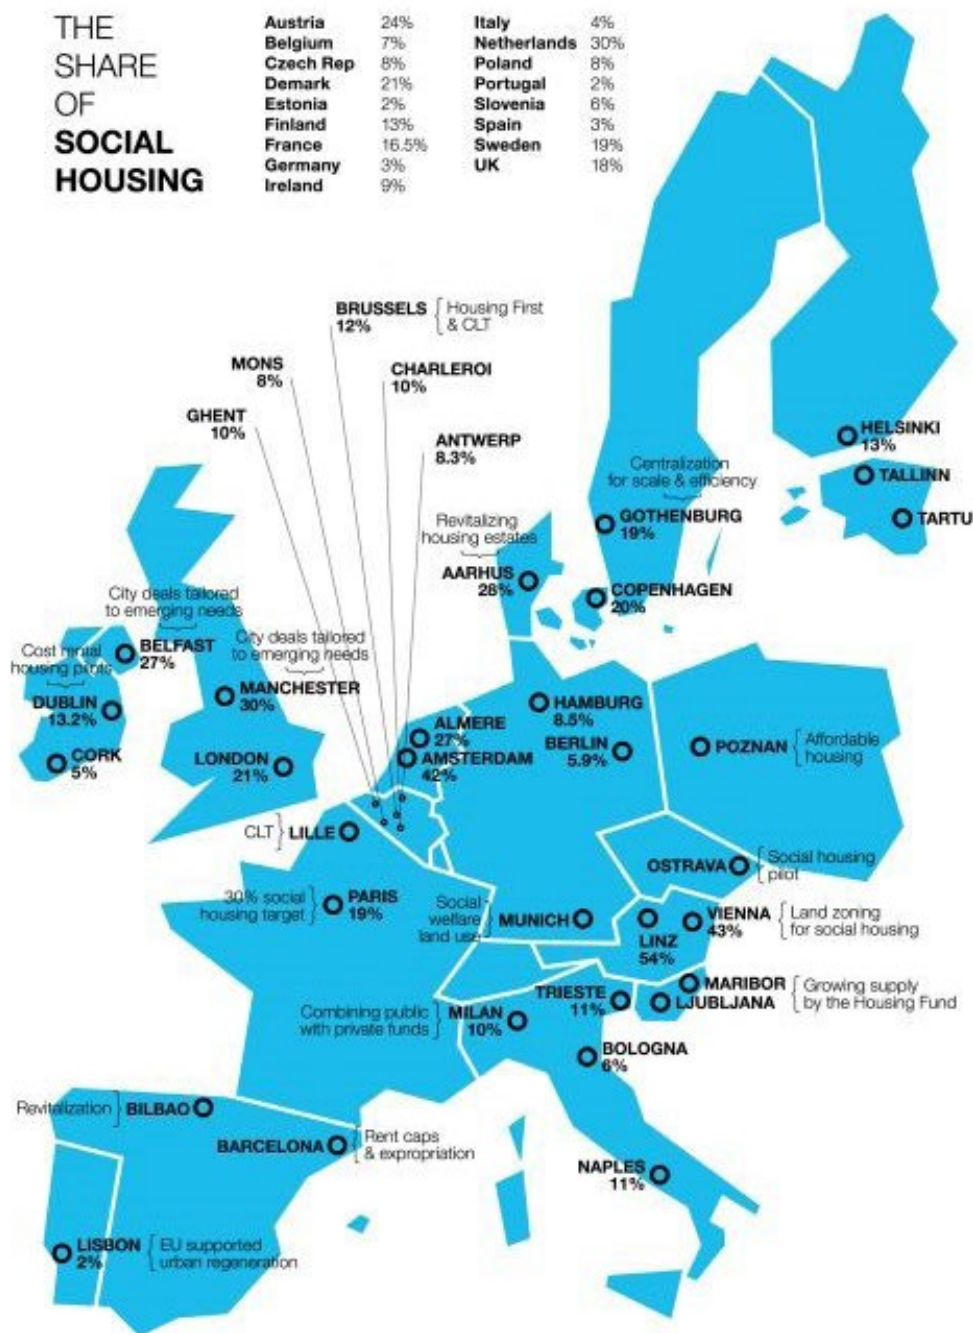 THE
SHARE
OF
SOCIAL
HOUSING
Austria 24%
Belgium 7%
Czech Rep 8%
Demark 21%
Estonia 2%
Finland 13%
France 16.5%
Germany 3%
Ireland 9%
Italy 4%
Netherlands 30%
Poland 8%
Portugal 2%
Slovenia 6%
Spain 3%
Sweden 19%
UK 18%
BRUSSELS
12%
Housing First
& CLT
MONS
8%
CHARLEROI
10%
GHENT
10%
ANTWERP
8.3%
HELSINKI
13%
TALLINN
TARTU
Centralization
for scale & efficiency
GOTHENBURG
19%
Revitalizing
housing estates
AARHUS
28%
COPENHAGEN
20%
City deals tailored
to emerging needs
BELFAST
27%
City deals tailored
to emerging needs
MANCHESTER
30%
Cost rental
housing pilots
DUBLIN
13.2%
CORK
5%
LONDON
21%
ALMERE
27%
AMSTERDAM
42%
HAMBURG
8.5%
BERLIN
5.9%
POZNAN
Affordable
housing
CLT
LILLE
OSTRAVA
Social housing
pilot
30% social
housing target
PARIS
19%
Social
welfare
land use
MUNICH
LINZ
54%
VIENNA
43%
Land zoning
for social housing
MARIBOR
LJUBLJANA
Growing supply
by the Housing Fund
TRIESTE
11%
Combining public
with private funds
MILAN
10%
BOLOGNA
6%
Revitalization
BILBAO
BARCELONA
Rent caps
& expropriation
NAPLES
11%
LISBON
2%
EU supported
urban regeneration